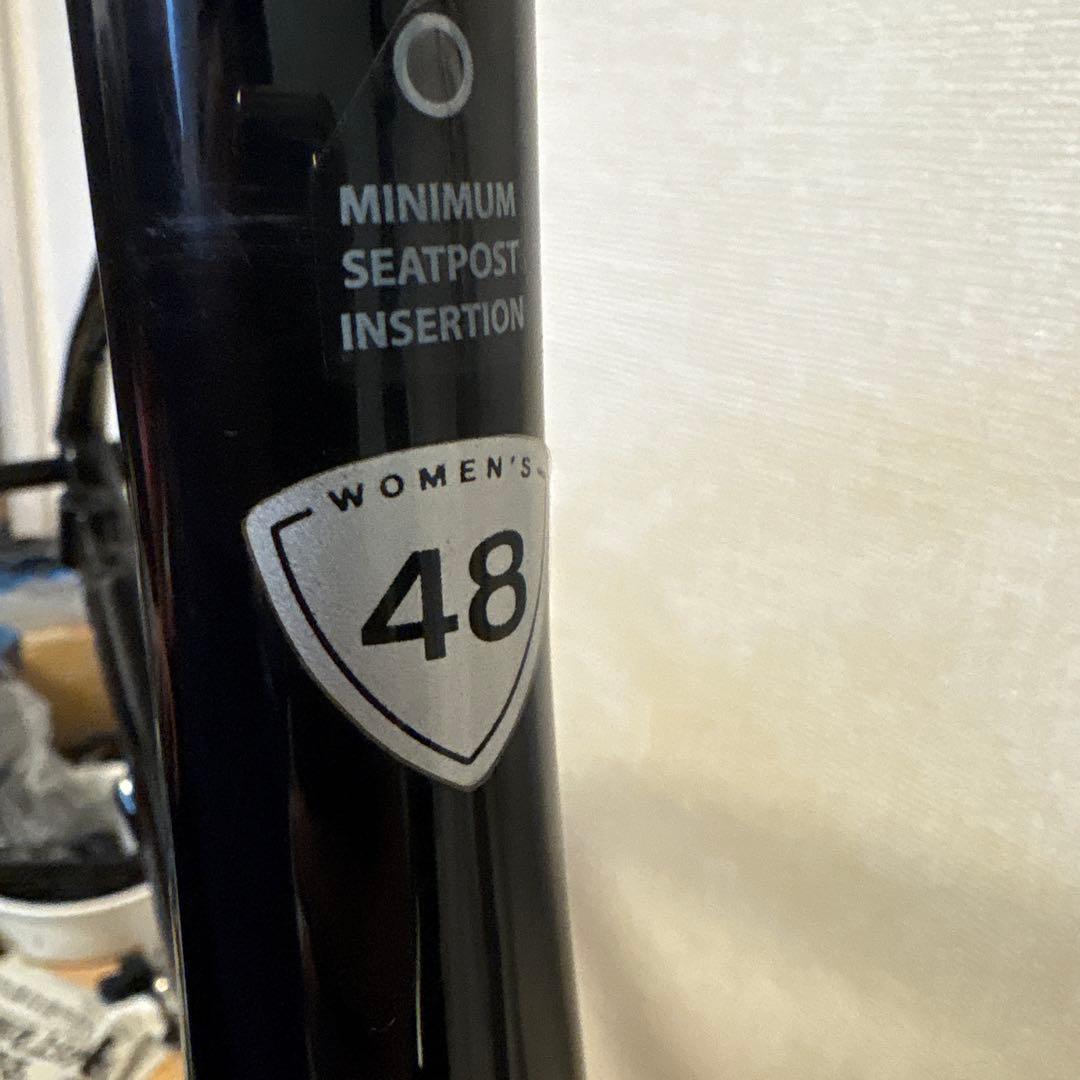 MINIMUM
SEATPOST
INSERTION
WOMEN'S
48